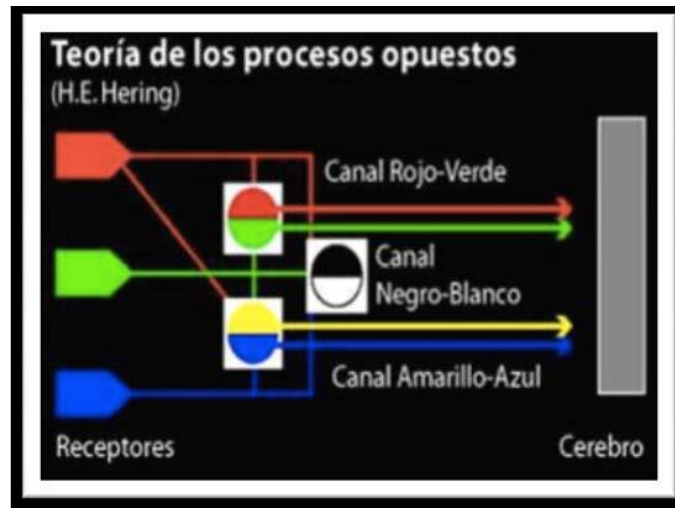 Teoría de los procesos opuestos
(H.E. Hering)
Canal Rojo-Verde
Canal
Negro-Blanco
Canal Amarillo-Azul
Receptores
Cerebro